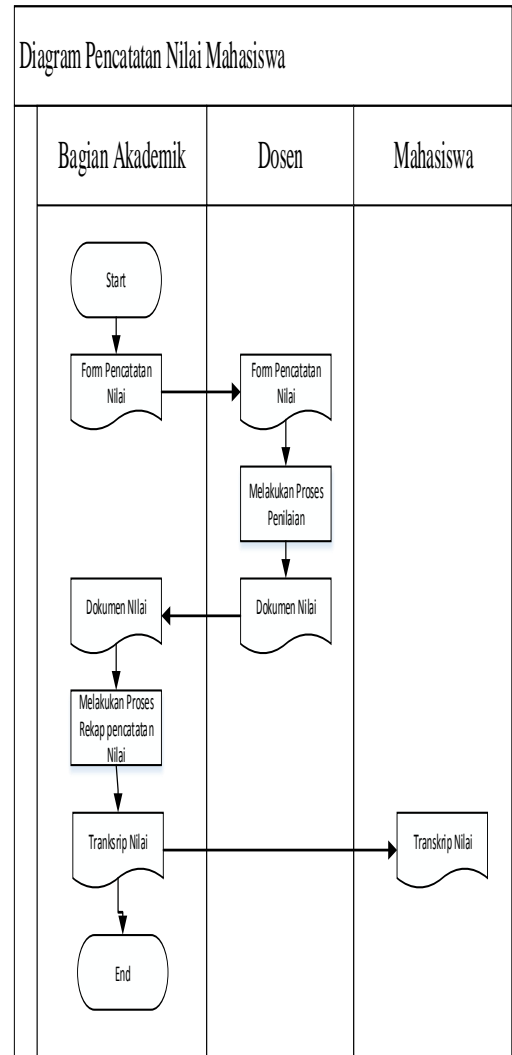 Diagram Pencatatan Nilai Mahasiswa
Bagian Akademik
Dosen
Mahasiswa
Start
Form Pencatatan
Nilai
Form Pencatatan
Nilai
Melakukan Proses
Penilaian
Dokumen NIlai
Dokumen Nilai
Melakukan Proses
Rekap pencatatan
Nilai
Tranksrip Nilai
Transkrip Nilai
End